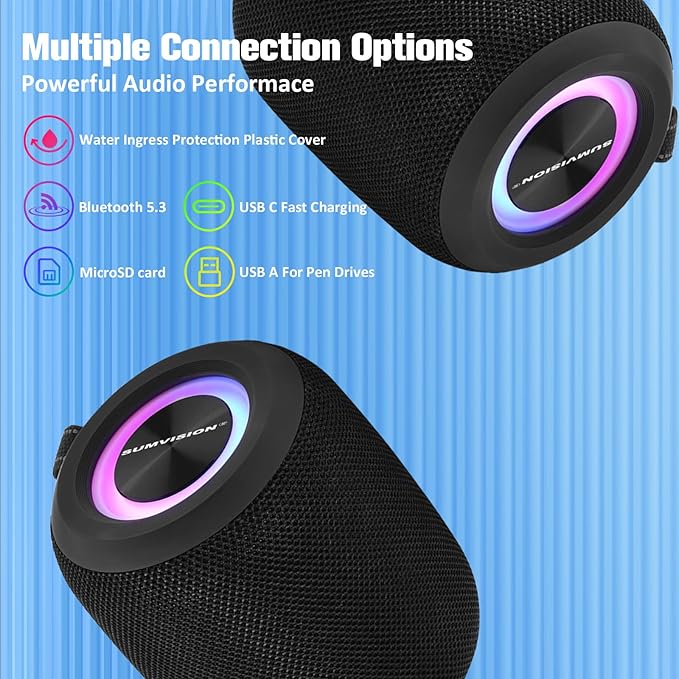 Multiple Connection Options
Powerful Audio Performace
Water Ingress Protection Plastic Cover
Bluetooth 5.3
USB C Fast Charging
MicroSD card
USB A For Pen Drives
SUMVISION
SUMVISION